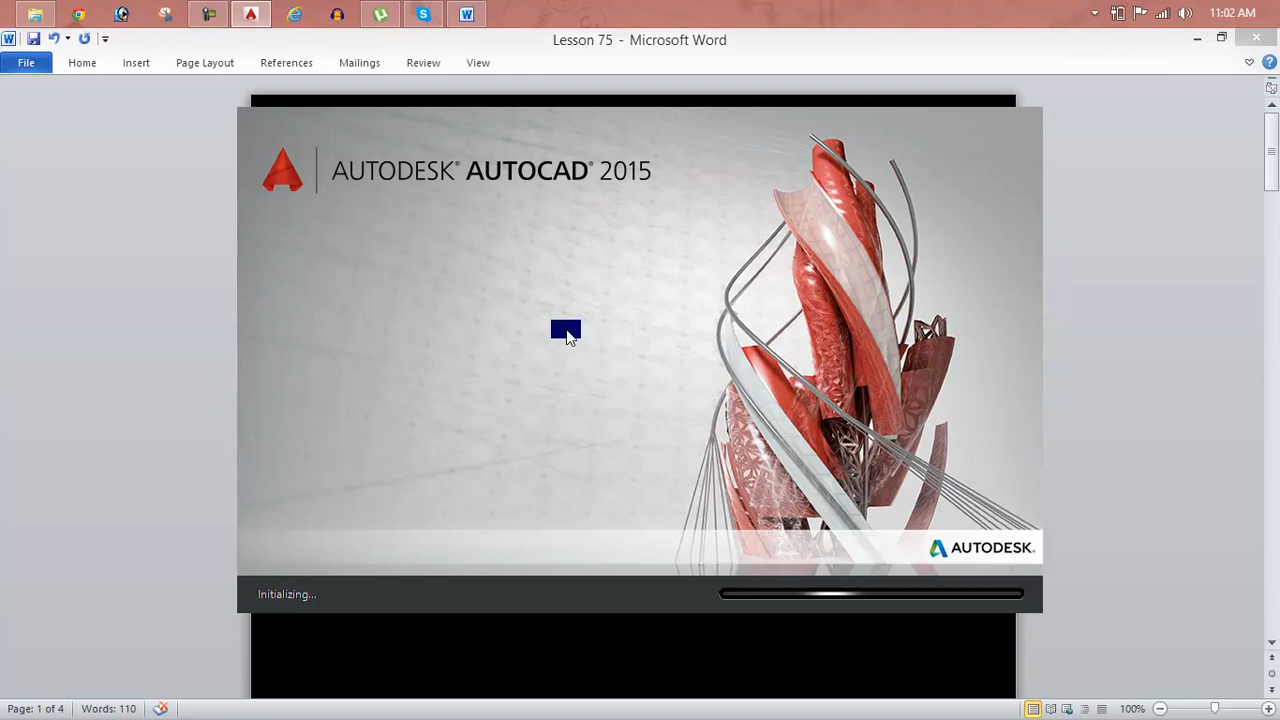 11:02 AM
Lesson 75 - Microsoft Word
File Home Insert Page Layout References Mailings Review View
AUTODESK® AUTOCAD® 2015
AUTODESK.
Initializing...
Page: 1 of 4 Words: 110 100%